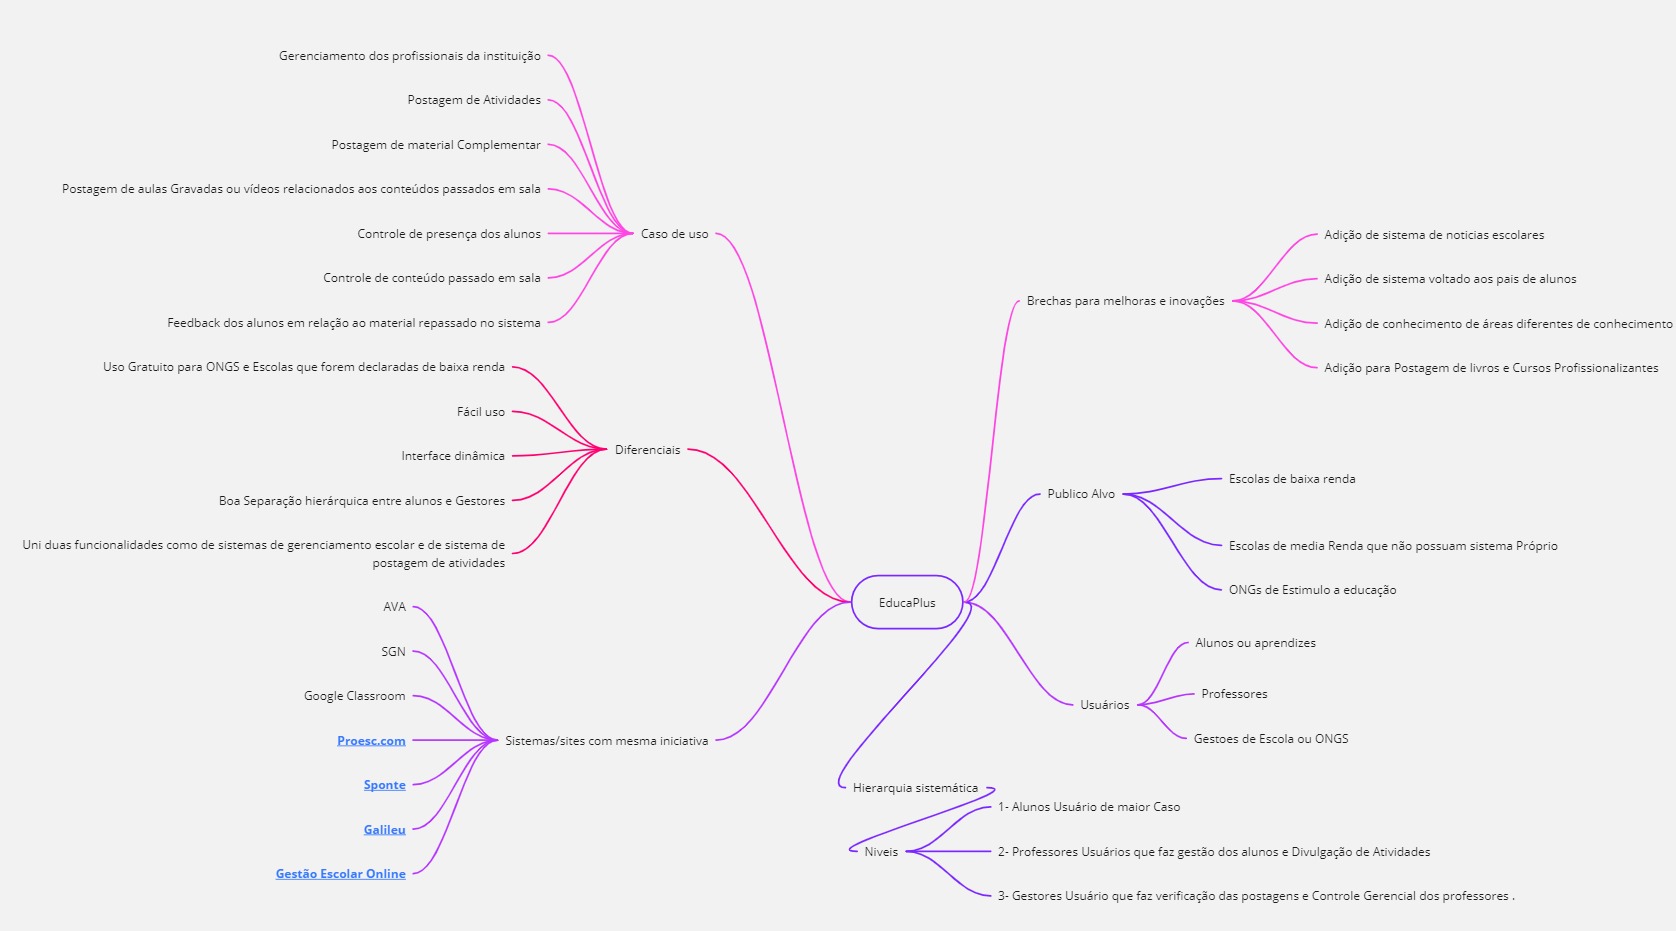 Gerenciamento dos profissionais da instituição
Postagem de Atividades
Postagem de material Complementar
Postagem de aulas Gravadas ou vídeos relacionados aos conteúdos passados em sala
Controle de presença dos alunos
Controle de conteúdo passado em sala
Feedback dos alunos em relação ao material repassado no sistema
Caso de uso
Uso Gratuito para ONGS e Escolas que forem declaradas de baixa renda
Fácil uso
Interface dinâmica
Boa Separação hierárquica entre alunos e Gestores
Uni duas funcionalidades como de sistemas de gerenciamento escolar e de sistema de
postagem de atividades
Diferenciais
AVA
SGN
Google Classroom
Proesc.com
Sponte
Galileu
Gestão Escolar Online
Sistemas/sites com mesma iniciativa
EducaPlus
Brechas para melhoras e inovações
Adição de sistema de noticias escolares
Adição de sistema voltado aos pais de alunos
Adição de conhecimento de áreas diferentes de conhecimento
Adição para Postagem de livros e Cursos Profissionalizantes
Publico Alvo
Escolas de baixa renda
Escolas de media Renda que não possuam sistema Próprio
ONGs de Estimulo a educação
Usuários
Alunos ou aprendizes
Professores
Gestoes de Escola ou ONGS
Hierarquia sistemática
Niveis
1- Alunos Usuário de maior Caso
2- Professores Usuários que faz gestão dos alunos e Divulgação de Atividades
3- Gestores Usuário que faz verificação das postagens e Controle Gerencial dos professores .